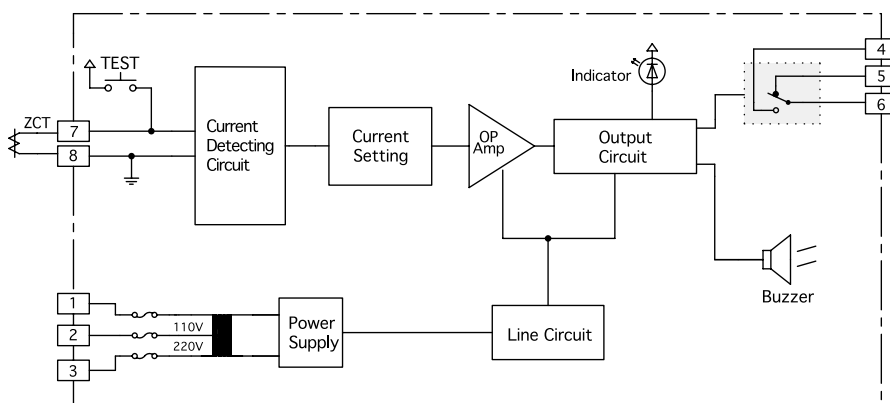 TEST
ZCT
7
8
Current
Detecting
Circuit
Current
Setting
OP
Amp
Output
Circuit
Indicator
4
5
6
Buzzer
1
2
3
110V
220V
Power
Supply
Line Circuit